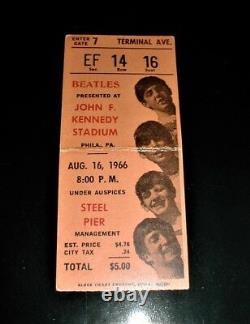 ENTER GATE 7 TERMINAL AVE.
EF 14 16
Sec. Row Seat
BEATLES
PRESENTED AT
JOHN F.
KENNEDY
STADIUM
PHILA., PA.
AUG. 16, 1966
8:00 P.M.
UNDER AUSPICES
STEEL
PIER
MANAGEMENT
EST. PRICE $4.76
CITY TAX .24
TOTAL $5.00